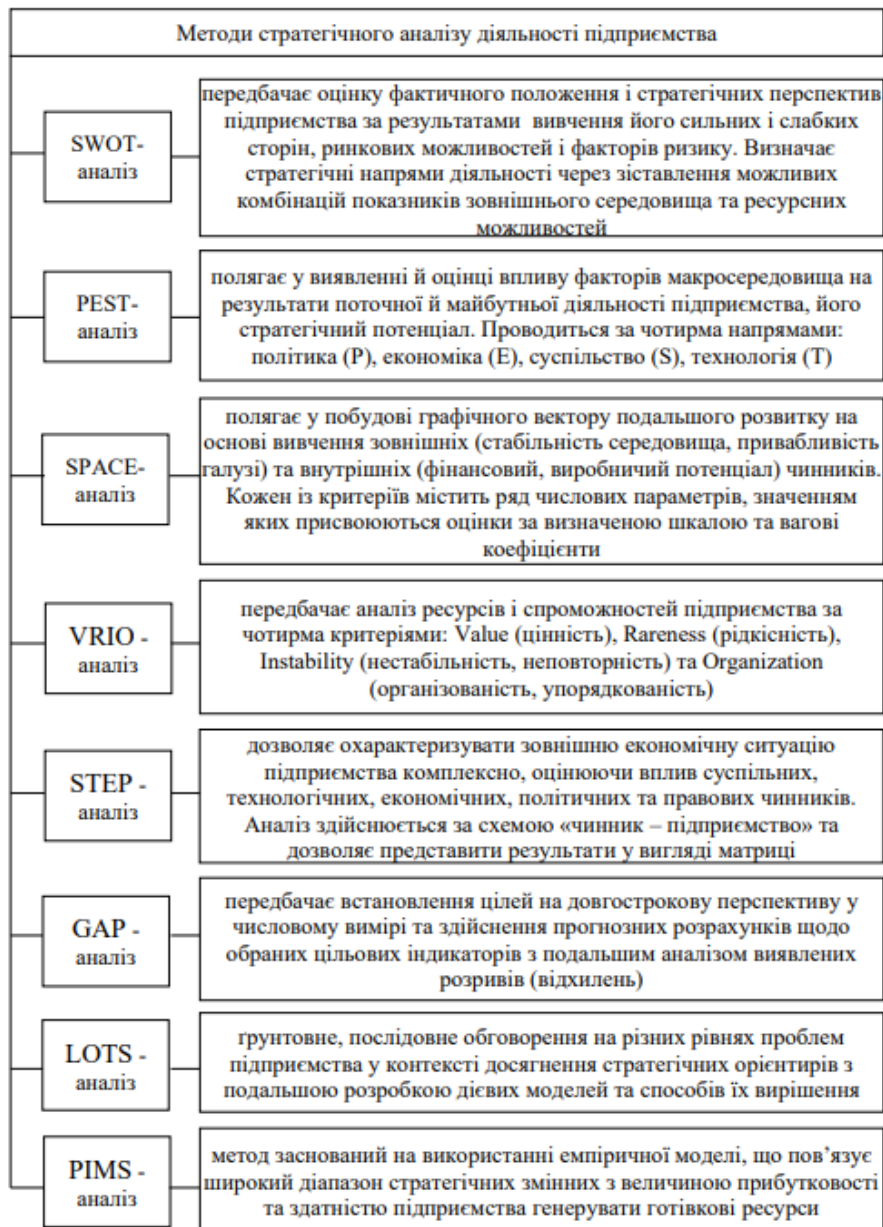 Методи стратегічного аналізу діяльності підприємства
SWOT-
аналіз
передбачає оцінку фактичного положення і стратегічних перспектив
підприємства за результатами вивчення його сильних і слабких
сторін, ринкових можливостей і факторів ризику. Визначає
стратегічні напрями діяльності через зіставлення можливих
комбінацій показників зовнішнього середовища та ресурсних
можливостей
PEST-
аналіз
полягає у виявленні й оцінці впливу факторів макросередовища на
результати поточної й майбутньої діяльності підприємства, його
стратегічний потенціал. Проводиться за чотирма напрямами:
політика (P), економіка (E), суспільство (S), технологія (T)
SPACE-
аналіз
полягає у побудові графічного вектору подальшого розвитку на
основі вивчення зовнішніх (стабільність середовища, привабливість
галузі) та внутрішніх (фінансовий, виробничий потенціал) чинників.
Кожен із критеріїв містить ряд числових параметрів, значенням
яких присвоюються оцінки за визначеною шкалою та вагові
коефіцієнти
VRIO -
аналіз
передбачає аналіз ресурсів і спроможностей підприємства за
чотирма критеріями: Value (цінність), Rareness (рідкісність),
Instability (нестабільність, неповторність) та Organization
(організованість, упорядкованість)
STEP -
аналіз
дозволяє охарактеризувати зовнішню економічну ситуацію
підприємства комплексно, оцінюючи вплив суспільних,
технологічних, економічних, політичних та правових чинників.
Аналіз здійснюється за схемою «чинник – підприємство» та
дозволяє представити результати у вигляді матриці
GAP -
аналіз
передбачає встановлення цілей на довгострокову перспективу у
числовому вимірі та здійснення прогнозних розрахунків щодо
обраних цільових індикаторів з подальшим аналізом виявлених
розривів (відхилень)
LOTS -
аналіз
ґрунтовне, послідовне обговорення на різних рівнях проблем
підприємства у контексті досягнення стратегічних орієнтирів з
подальшою розробкою дієвих моделей та способів їх вирішення
PIMS -
аналіз
метод заснований на використанні емпіричної моделі, що пов’язує
широкий діапазон стратегічних змінних з величиною прибутковості
та здатністю підприємства генерувати готівкові ресурси